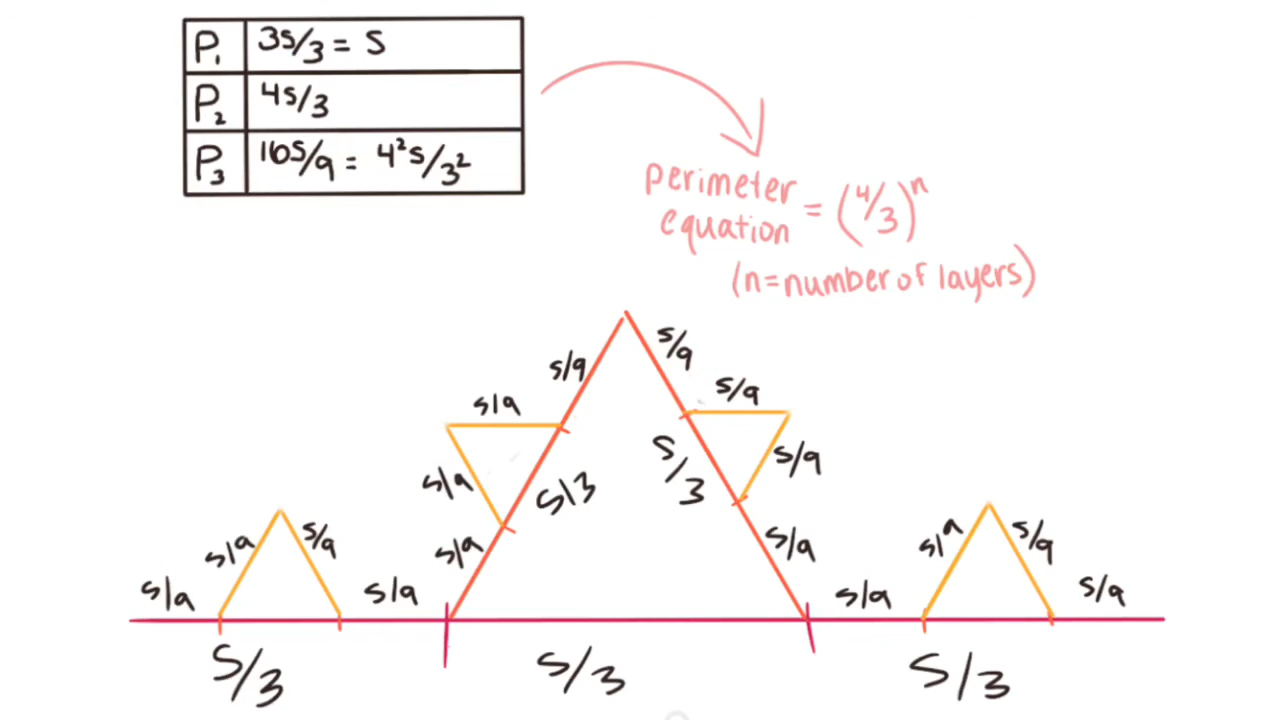 P₁ 3S/3 = S
P₂ 4S/3
P₃ 16S/9 = 4²S/3²
perimeter equation = (4/3)ⁿ
(n=number of layers)
S/9
S/9
S/9
S/9
S/9
S/9
S/3
S/3
S/9
S/9
S/9
S/9
S/9
S/9
S/9
S/9
S/9
S/9
S/3
S/3
S/3